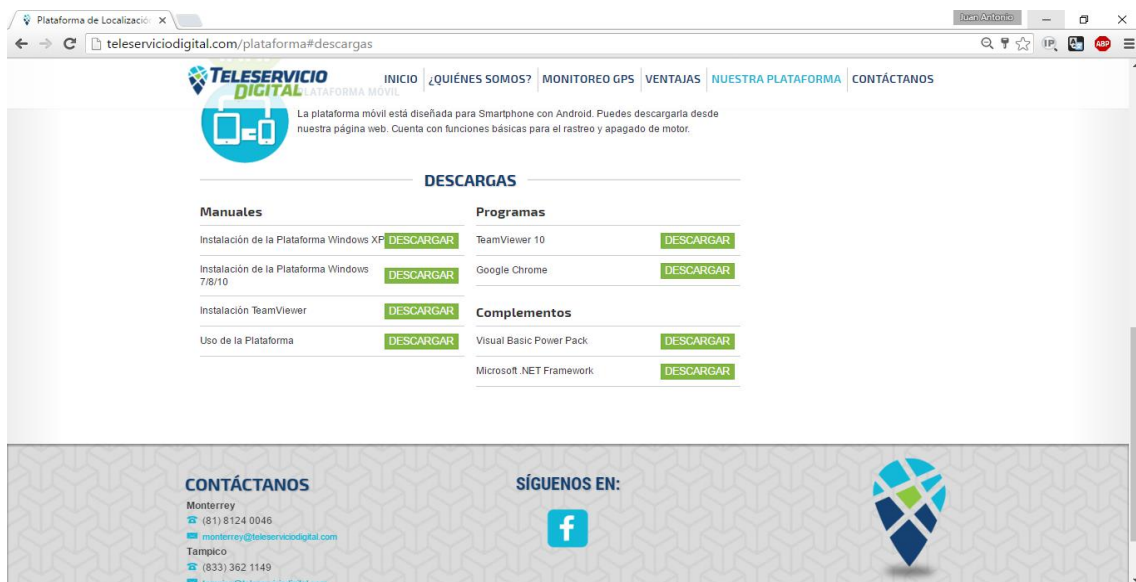 Plataforma de Localización
Juan Antonio
teleserviciodigital.com/plataforma#descargas
IP
ABP
TELESERVICIO
DIGITAL
INICIO
¿QUIÉNES SOMOS?
MONITOREO GPS
VENTAJAS
NUESTRA PLATAFORMA
CONTÁCTANOS
PLATAFORMA MÓVIL
La plataforma móvil está diseñada para Smartphone con Android. Puedes descargarla desde
nuestra página web. Cuenta con funciones básicas para el rastreo y apagado de motor.
DESCARGAS
Manuales
Instalación de la Plataforma Windows XP DESCARGAR
Instalación de la Plataforma Windows
7/8/10
DESCARGAR
Instalación TeamViewer DESCARGAR
Uso de la Plataforma DESCARGAR
Programas
TeamViewer 10 DESCARGAR
Google Chrome DESCARGAR
Complementos
Visual Basic Power Pack DESCARGAR
Microsoft .NET Framework DESCARGAR
CONTÁCTANOS
Monterrey
(81) 8124 0046
monterrey@teleserviciodigital.com
Tampico
(833) 362 1149
SÍGUENOS EN:
f